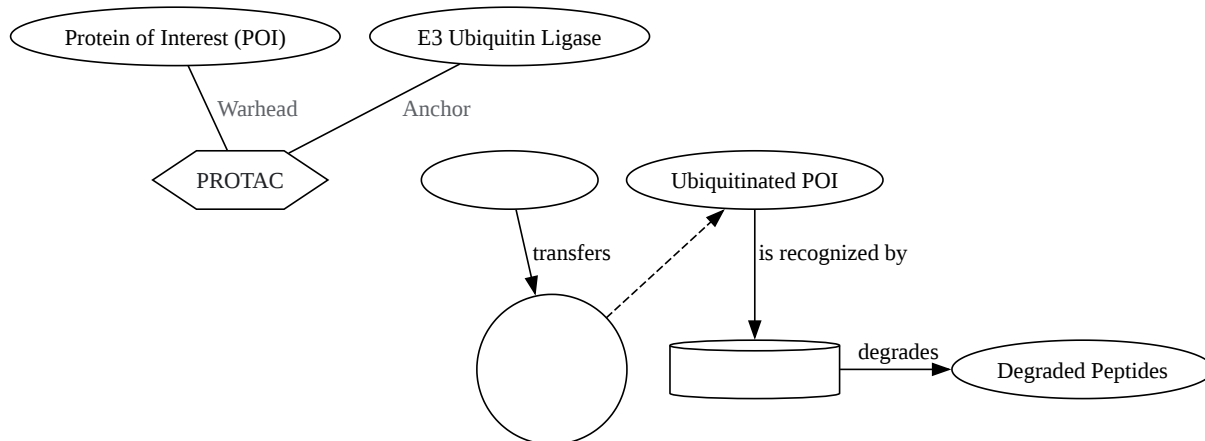 Protein of Interest (POI)
E3 Ubiquitin Ligase
Warhead
Anchor
PROTAC
Ubiquitinated POI
transfers
is recognized by
degrades
Degraded Peptides